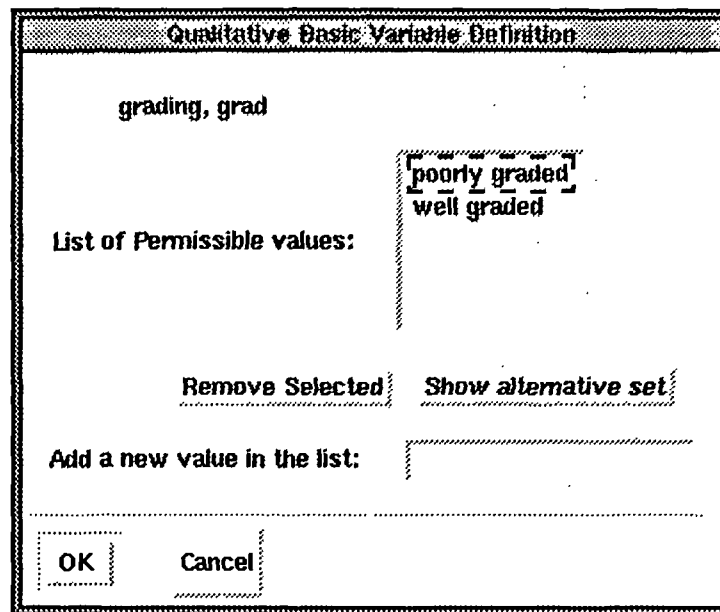 Qualitative Basic Variable Definition
grading, grad
poorly graded
well graded
List of Permissible values:
Remove Selected
Show alternative set
Add a new value in the list:
OK
Cancel